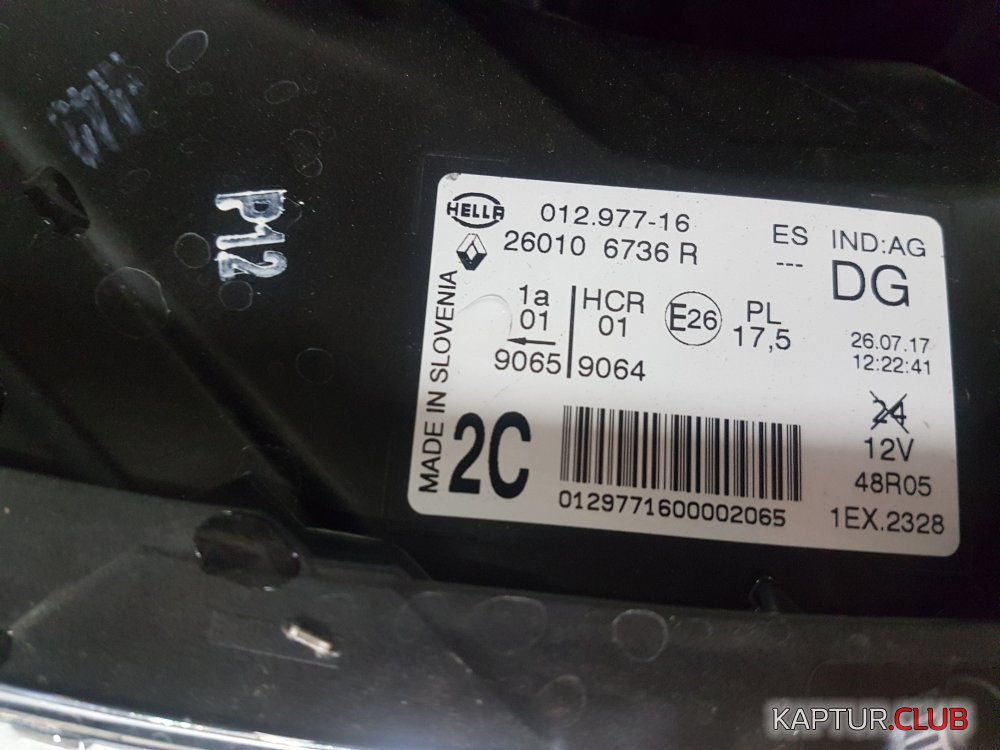 P12
HELLA 012.977-16
26010 6736 R
ES IND:AG
--- DG
1a HCR
01 01
9065 9064
E26
PL
17,5
26.07.17
12:22:41
MADE IN SLOVENIA
2C
24
12V
48R05
1EX.2328
0129771600002065
KAPTUR.CLUB